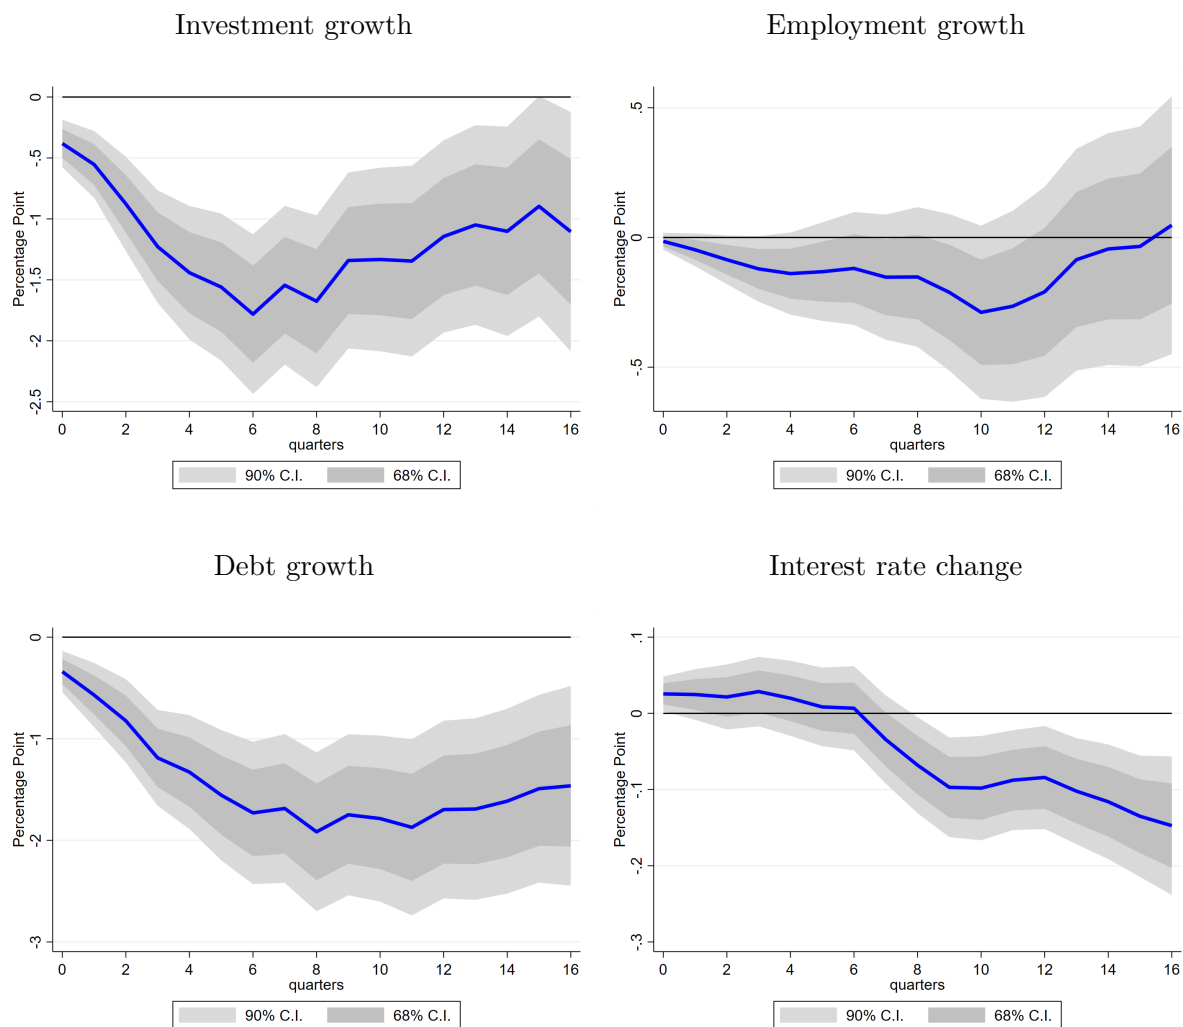 Investment growth
Employment growth
0
-.5
-1
-1.5
-2
-2.5
Percentage Point
0 2 4 6 8 10 12 14 16
quarters
90% C.I. 68% C.I.
.5
0
-.5
Percentage Point
0 2 4 6 8 10 12 14 16
quarters
90% C.I. 68% C.I.
Debt growth
Interest rate change
0
-1
-2
-3
Percentage Point
0 2 4 6 8 10 12 14 16
quarters
90% C.I. 68% C.I.
.1
0
-.1
-.2
-.3
Percentage Point
0 2 4 6 8 10 12 14 16
quarters
90% C.I. 68% C.I.